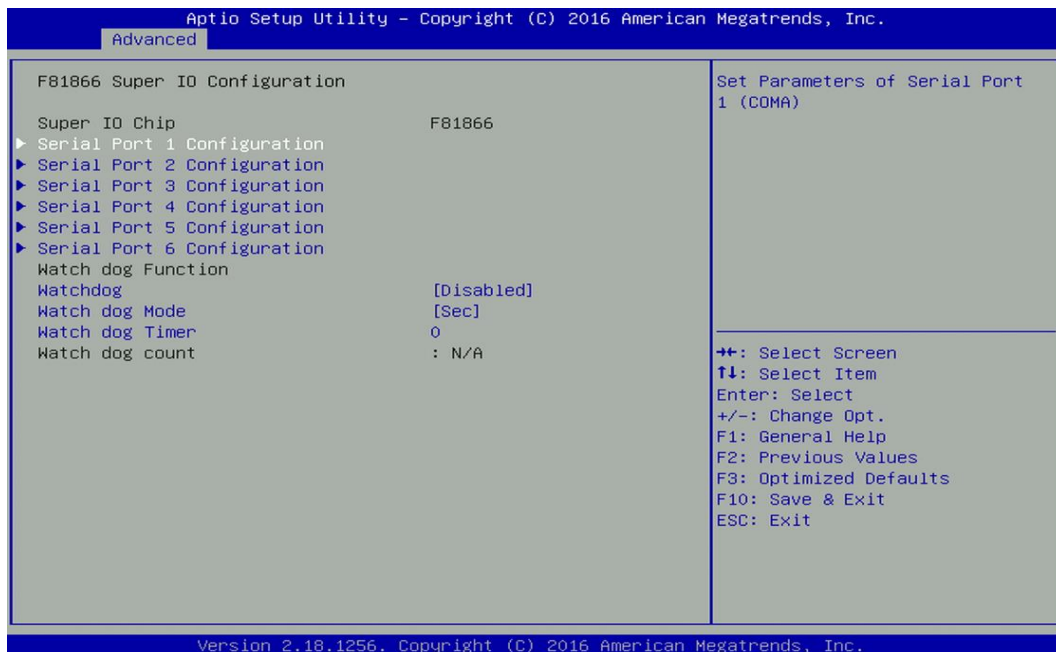 Aptio Setup Utility – Copyright (C) 2016 American Megatrends, Inc.
Advanced
F81866 Super IO Configuration
Super IO Chip F81866
▶ Serial Port 1 Configuration
▶ Serial Port 2 Configuration
▶ Serial Port 3 Configuration
▶ Serial Port 4 Configuration
▶ Serial Port 5 Configuration
▶ Serial Port 6 Configuration
Watch dog Function
Watchdog [Disabled]
Watch dog Mode [Sec]
Watch dog Timer 0
Watch dog count : N/A
Set Parameters of Serial Port
1 (COMA)
→←: Select Screen
↑↓: Select Item
Enter: Select
+/-: Change Opt.
F1: General Help
F2: Previous Values
F3: Optimized Defaults
F10: Save & Exit
ESC: Exit
Version 2.18.1256. Copyright (C) 2016 American Megatrends, Inc.